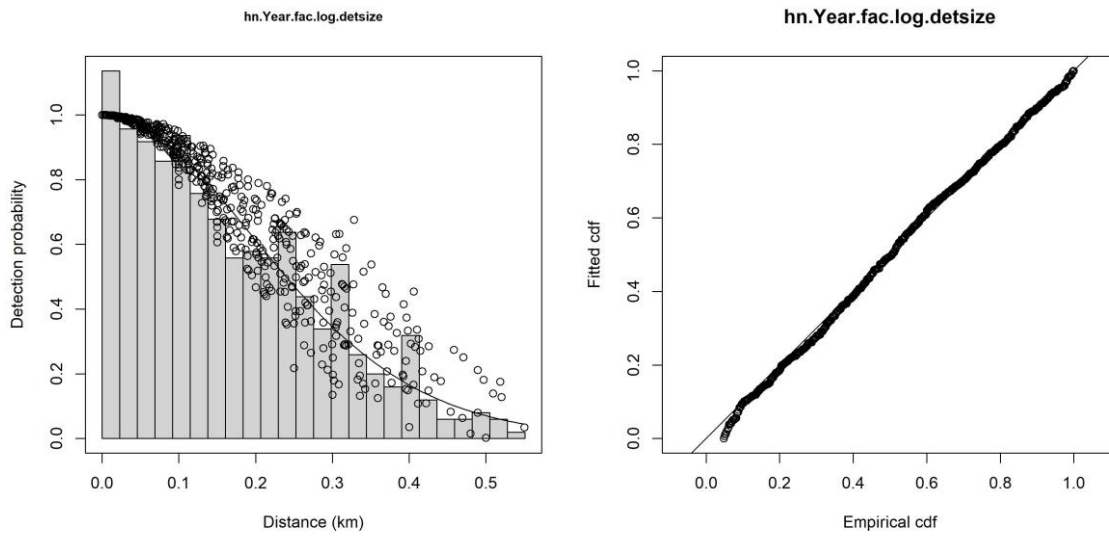 hn.Year.fac.log.detsize
Detection probability
1.0
0.8
0.6
0.4
0.2
0.0
0.0 0.1 0.2 0.3 0.4 0.5
Distance (km)
hn.Year.fac.log.detsize
Fitted cdf
1.0
0.8
0.6
0.4
0.2
0.0
0.0 0.2 0.4 0.6 0.8 1.0
Empirical cdf